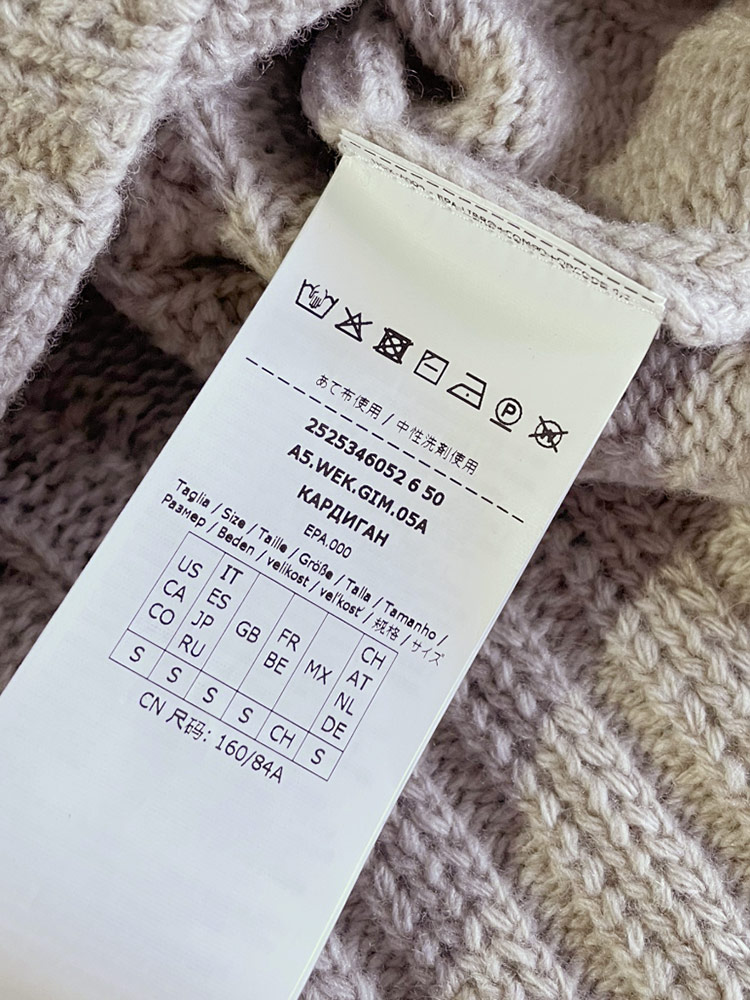 あて布使用 / 中性洗剤使用
2525346052 6 50
A5.WEK.GIM.05A
КАРДИГАН
EPA.000
Taglia / Size / Taille / Größe / Talla / Tamanho /
Размер / Beden / velikost / veľkosť / 规格 / サイズ
US CA CO
IT ES JP RU
GB
FR BE
MX
CH AT NL DE
S S S S CH S
CN 尺码: 160/84A